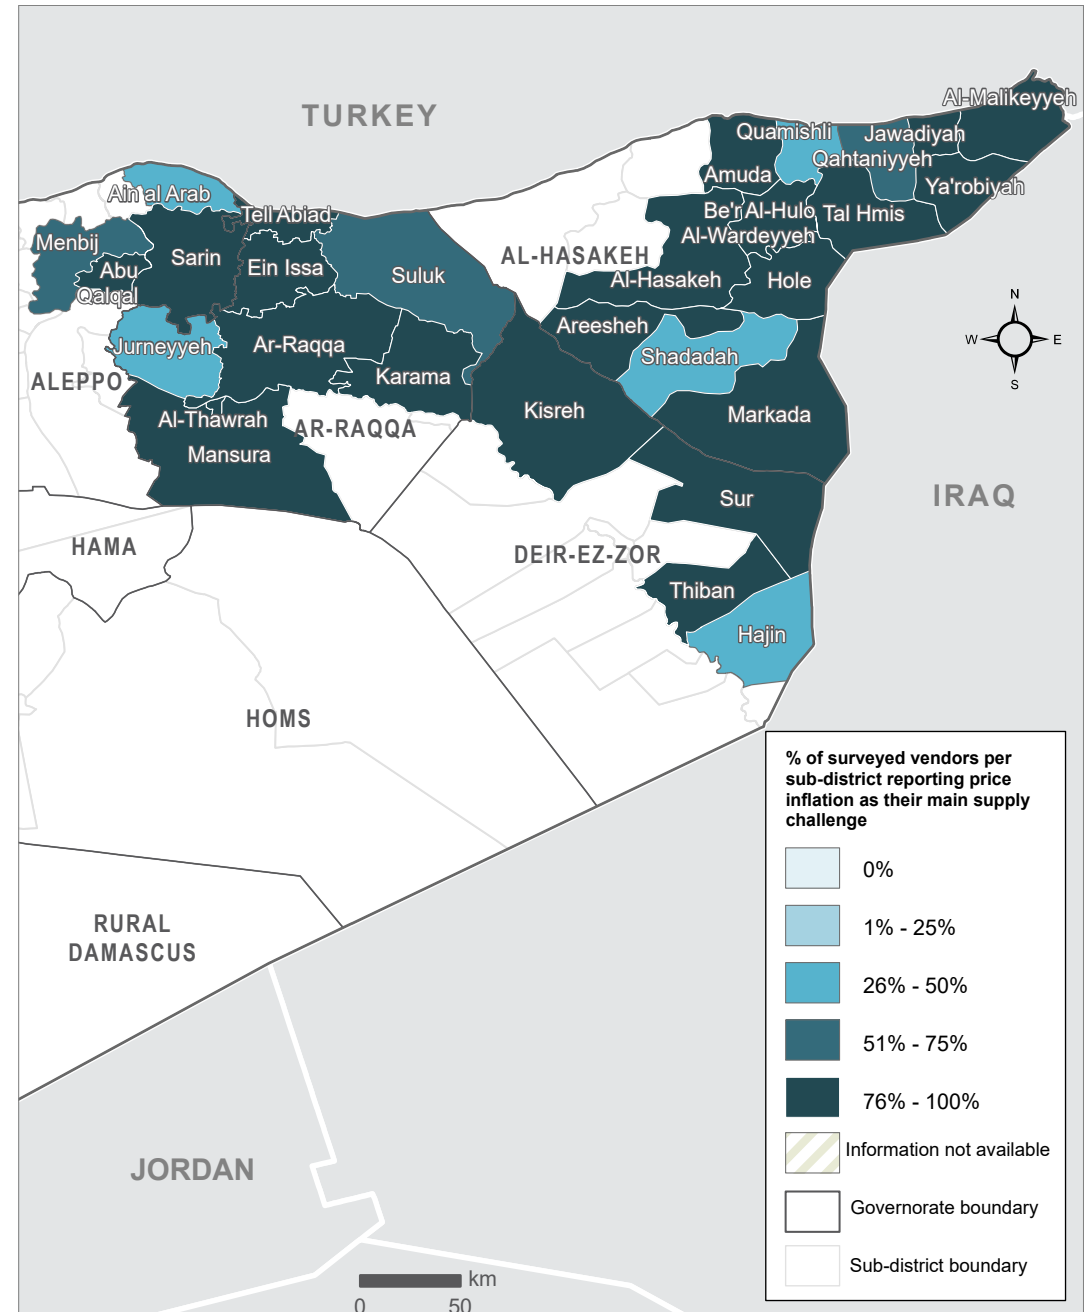 TURKEY
Al-Malikeyyeh
Quamishli
Jawadiyah
Qahtaniyyeh
Amuda
Ya'robiyah
Ain al Arab
Tell Abiad
Be'r Al-Hulo
Al-Wardeyyeh
Tal Hmis
Menbij
Sarin
Abu
Qalqal
Ein Issa
Suluk
AL-HASAKEH
Al-Hasakeh
Hole
N
W
E
S
Areesheh
Jurneyyeh
Ar-Raqqa
Shadadah
ALEPPO
Karama
Kisreh
Markada
Al-Thawrah
AR-RAQQA
Mansura
Sur
IRAQ
HAMA
DEIR-EZ-ZOR
Thiban
Hajin
HOMS
RURAL
DAMASCUS
JORDAN
% of surveyed vendors per
sub-district reporting price
inflation as their main supply
challenge
0%
1% - 25%
26% - 50%
51% - 75%
76% - 100%
Information not available
Governorate boundary
Sub-district boundary
km
0 50